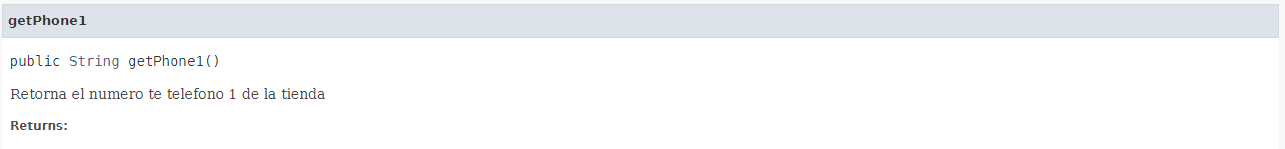 getPhone1
public String getPhone1()
Retorna el numero te telefono 1 de la tienda
Returns: